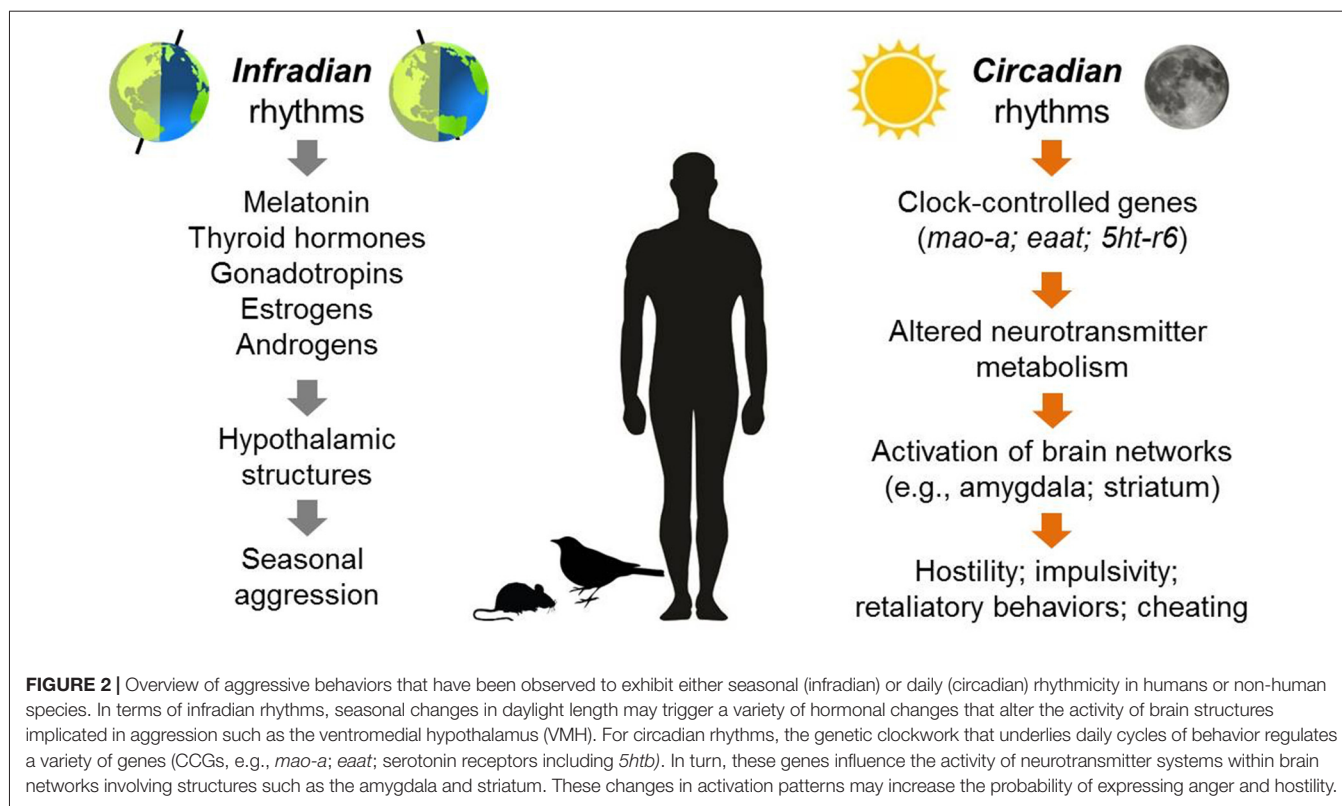 Infradian
rhythms
Melatonin
Thyroid hormones
Gonadotropins
Estrogens
Androgens
Hypothalamic
structures
Seasonal
aggression
Circadian
rhythms
Clock-controlled genes
(mao-a; eaat; 5ht-r6)
Altered neurotransmitter
metabolism
Activation of brain networks
(e.g., amygdala; striatum)
Hostility; impulsivity;
retaliatory behaviors; cheating
FIGURE 2 | Overview of aggressive behaviors that have been observed to exhibit either seasonal (infradian) or daily (circadian) rhythmicity in humans or non-human
species. In terms of infradian rhythms, seasonal changes in daylight length may trigger a variety of hormonal changes that alter the activity of brain structures
implicated in aggression such as the ventromedial hypothalamus (VMH). For circadian rhythms, the genetic clockwork that underlies daily cycles of behavior regulates
a variety of genes (CCGs, e.g., mao-a; eaat; serotonin receptors including 5htb). In turn, these genes influence the activity of neurotransmitter systems within brain
networks involving structures such as the amygdala and striatum. These changes in activation patterns may increase the probability of expressing anger and hostility.